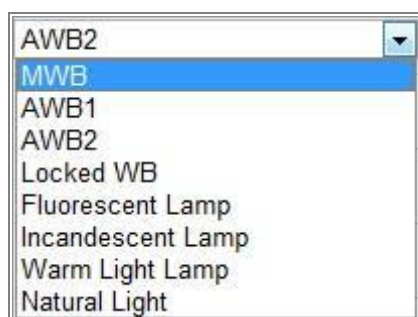 AWB2
MWB
AWB1
AWB2
Locked WB
Fluorescent Lamp
Incandescent Lamp
Warm Light Lamp
Natural Light